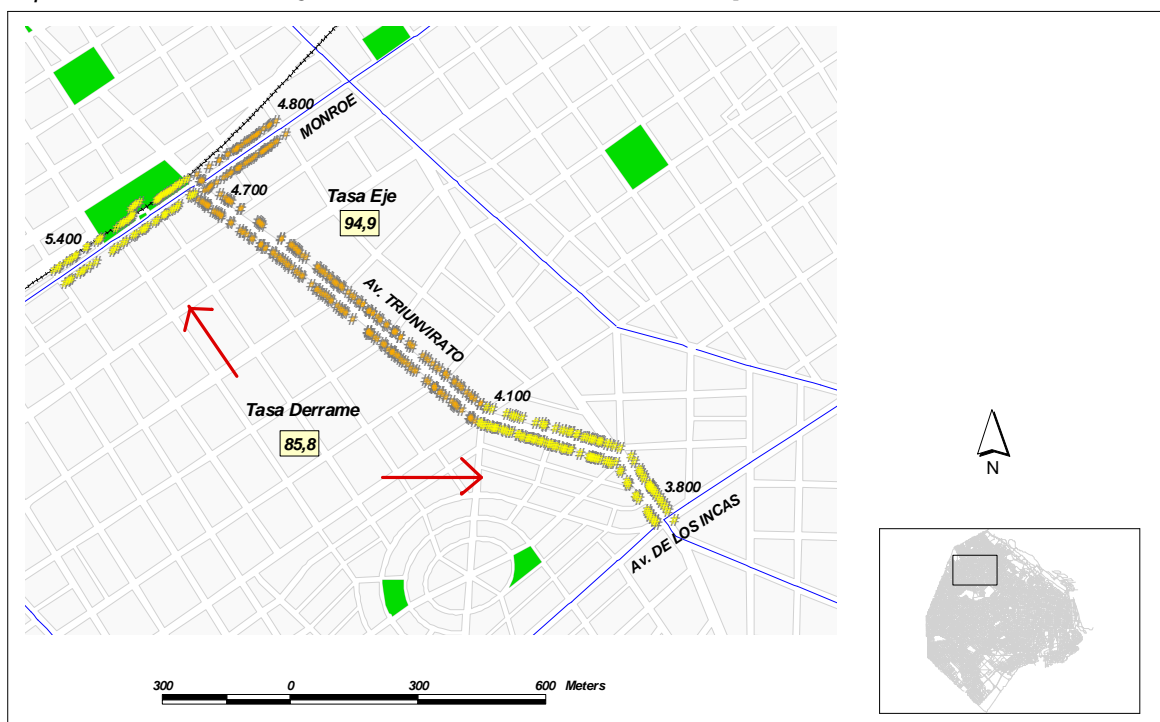 4.800
MONROE
4.700
Tasa Eje
94,9
5.400
Av. TRIUNVIRATO
4.100
Tasa Derrame
85,8
3.800
Av. DE LOS INCAS
N
300 0 300 600 Meters